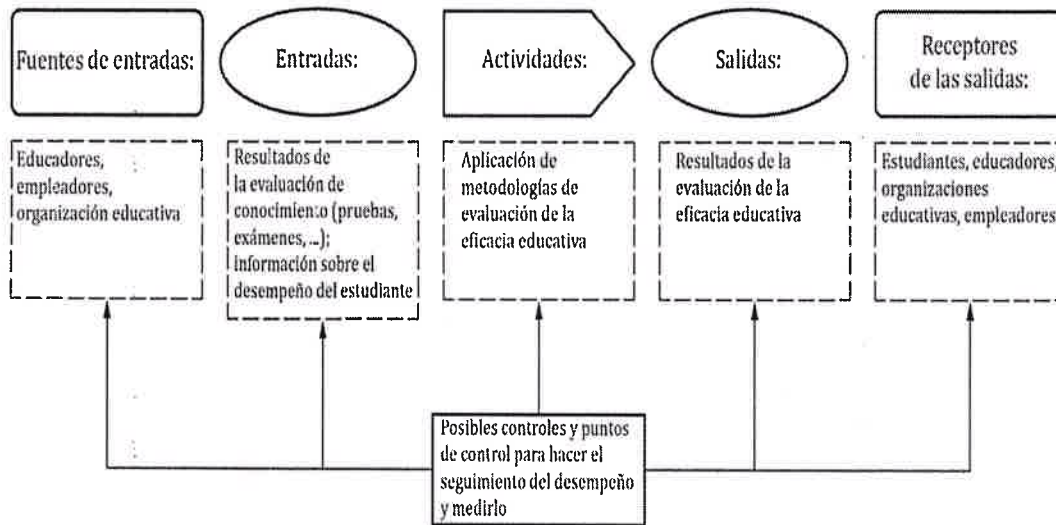 Fuentes de entradas:
Entradas:
Actividades:
Salidas:
Receptores
de las salidas:
Educadores,
empleadores,
organización educativa
Resultados de
la evaluación de
conocimiento (pruebas,
exámenes, ...);
información sobre el
desempeño del estudiante
Aplicación de
metodologías de
evaluación de la
eficacia educativa
Resultados de la
evaluación de la
eficacia educativa
Estudiantes, educadores,
organizaciones
educativas, empleadores
Posibles controles y puntos
de control para hacer el
seguimiento del desempeño
y medirlo